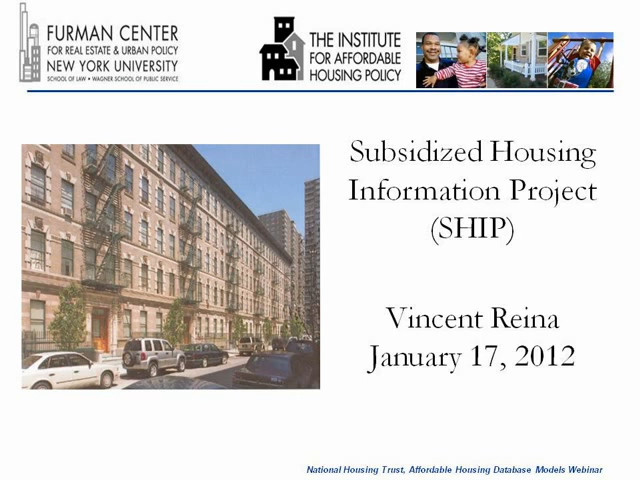 FURMAN CENTER
FOR REAL ESTATE & URBAN POLICY
NEW YORK UNIVERSITY
SCHOOL OF LAW • WAGNER SCHOOL OF PUBLIC SERVICE
THE INSTITUTE
FOR AFFORDABLE
HOUSING POLICY
Subsidized Housing
Information Project
(SHIP)
Vincent Reina
January 17, 2012
National Housing Trust, Affordable Housing Database Models Webinar